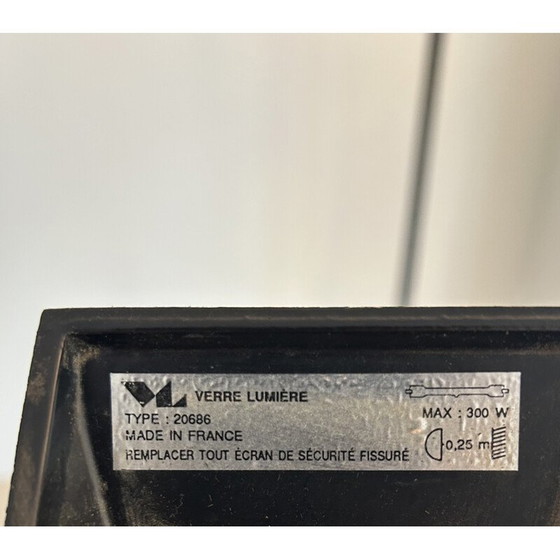 VL VERRE LUMIÈRE
TYPE : 20686
MADE IN FRANCE
REMPLACER TOUT ÉCRAN DE SÉCURITÉ FISSURÉ
MAX : 300 W
0,25 m